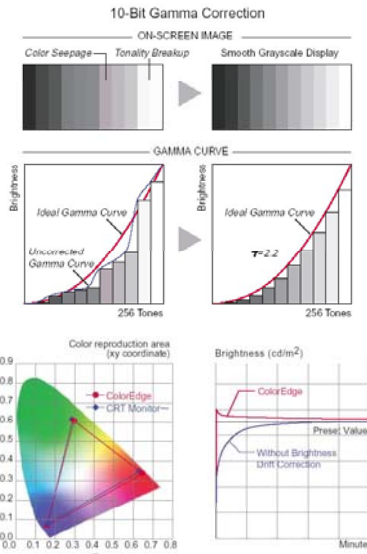 10-Bit Gamma Correction
ON-SCREEN IMAGE
Color Seepage
Tonality Breakup
Smooth Grayscale Display
GAMMA CURVE
Brightness
Ideal Gamma Curve
Uncorrected
Gamma Curve
256 Tones
Brightness
Ideal Gamma Curve
γ=2.2
256 Tones
Color reproduction area
(xy coordinate)
0.9
0.8
0.7
0.6
0.5
0.4
0.3
0.2
0.1
0.0
0.0 0.1 0.2 0.3 0.4 0.5 0.6 0.7 0.8
ColorEdge
CRT Monitor
Brightness (cd/m²)
ColorEdge
Preset Value
Without Brightness
Drift Correction
Minute